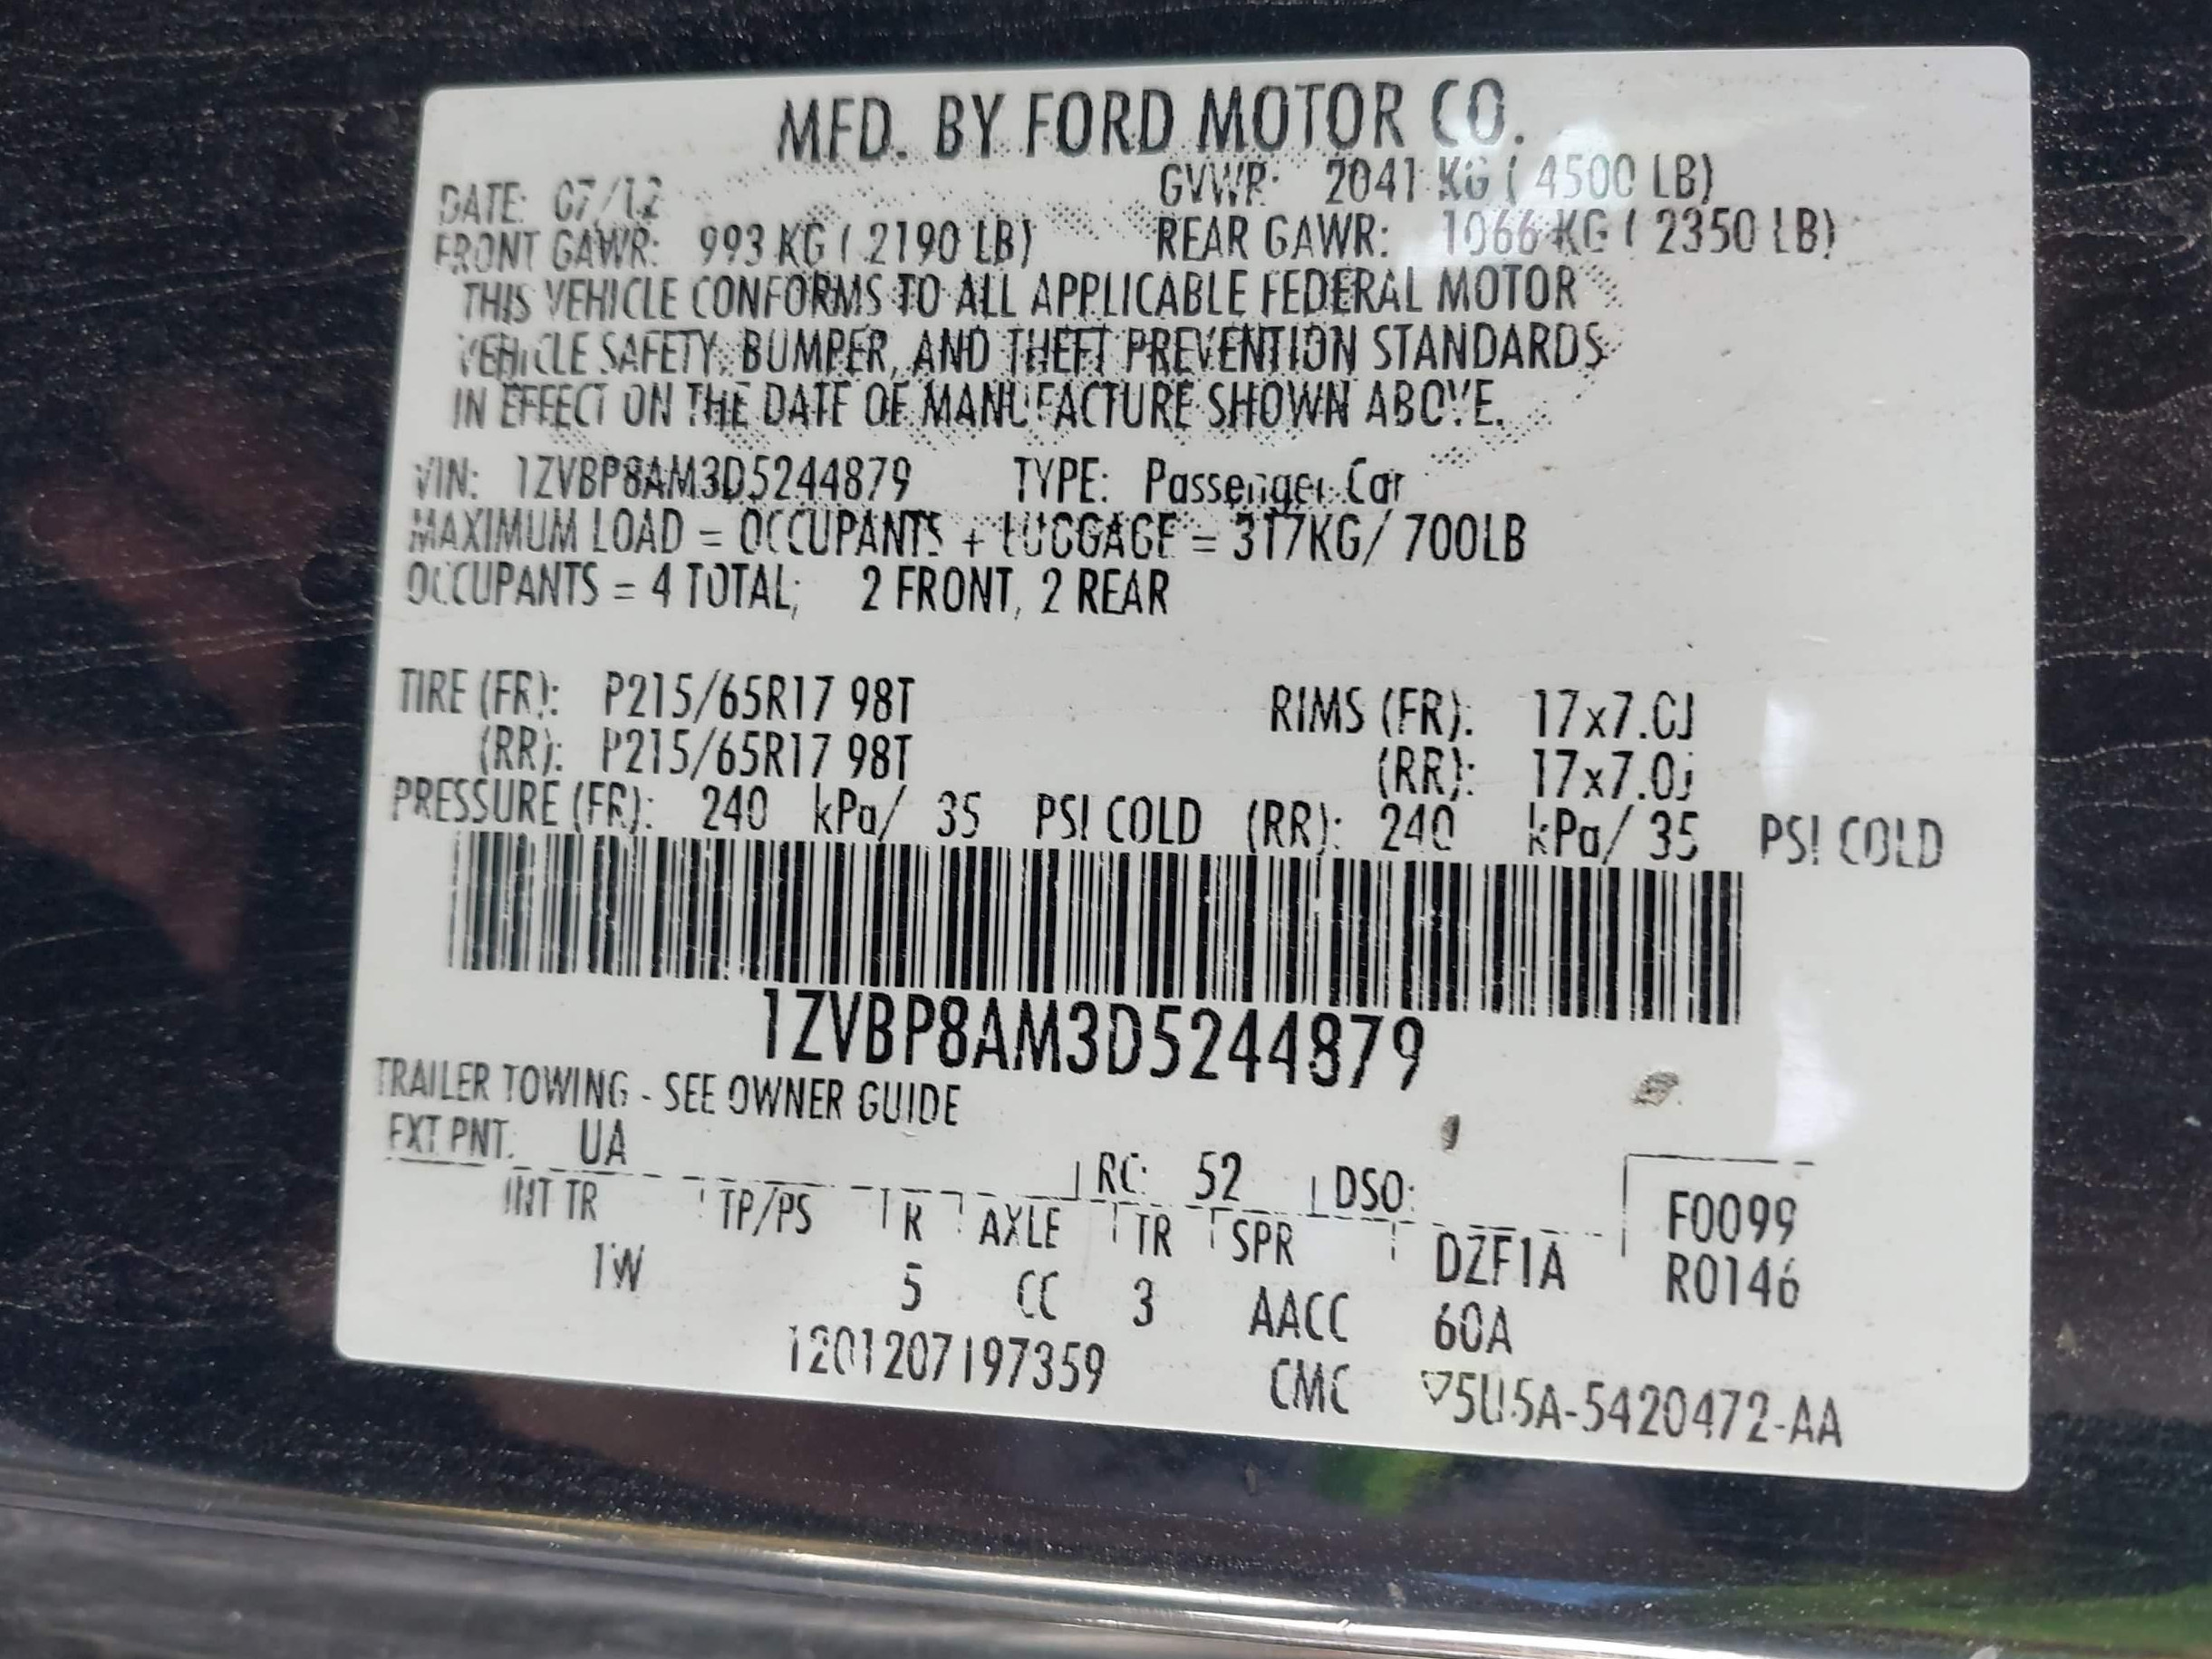 MFD. BY FORD MOTOR CO.
DATE: 07/12 GVWR: 2041 KG ( 4500 LB)
FRONT GAWR: 993 KG ( 2190 LB) REAR GAWR: 1066 KG ( 2350 LB)
THIS VEHICLE CONFORMS TO ALL APPLICABLE FEDERAL MOTOR
VEHICLE SAFETY, BUMPER, AND THEFT PREVENTION STANDARDS
IN EFFECT ON THE DATE OF MANUFACTURE SHOWN ABOVE.
VIN: 1ZVBP8AM3D5244879 TYPE: Passenger Car
MAXIMUM LOAD = OCCUPANTS + LUGGAGE = 317KG/ 700LB
OCCUPANTS = 4 TOTAL; 2 FRONT, 2 REAR
TIRE (FR): P215/65R17 98T RIMS (FR): 17x7.0J
(RR): P215/65R17 98T (RR): 17x7.0J
PRESSURE (FR): 240 kPa/ 35 PSI COLD (RR): 240 kPa/ 35 PSI COLD
1ZVBP8AM3D5244879
TRAILER TOWING - SEE OWNER GUIDE
EXT PNT: UA RC: 52 DSO: F0099
INT TR TP/PS R AXLE TR SPR DZF1A R0146
1W 5 CC 3 AACC 60A
1201207197359 CMC 5U5A-5420472-AA